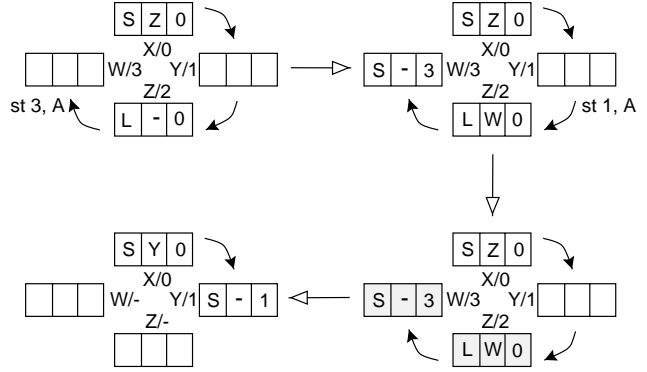 S Z 0
X/0
W/3 Y/1
Z/2
L - 0
st 3, A
S Z 0
X/0
S - 3 W/3 Y/1
Z/2
L W 0
st 1, A
S Y 0
X/0
W/- Y/1 S - 1
Z/-
S Z 0
X/0
S - 3 W/3 Y/1
Z/2
L W 0